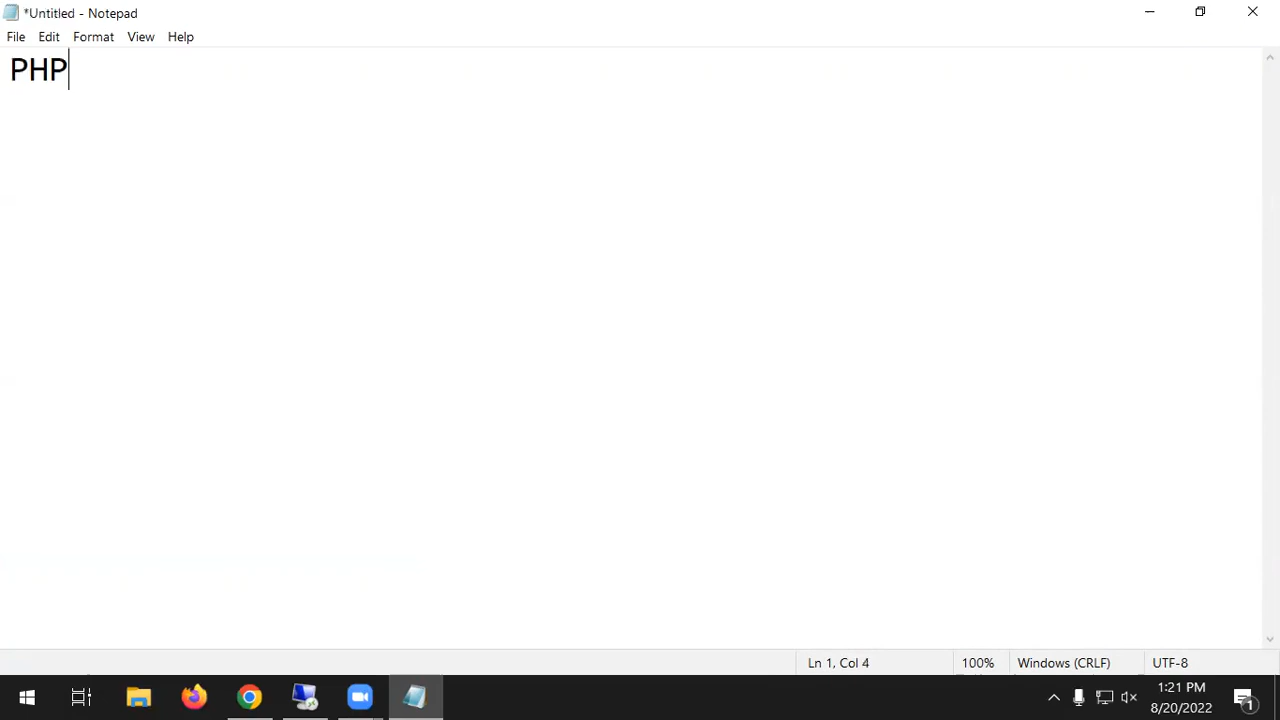 *Untitled - Notepad
File Edit Format View Help
PHP
Ln 1, Col 4 100% Windows (CRLF) UTF-8
1:21 PM
8/20/2022
1